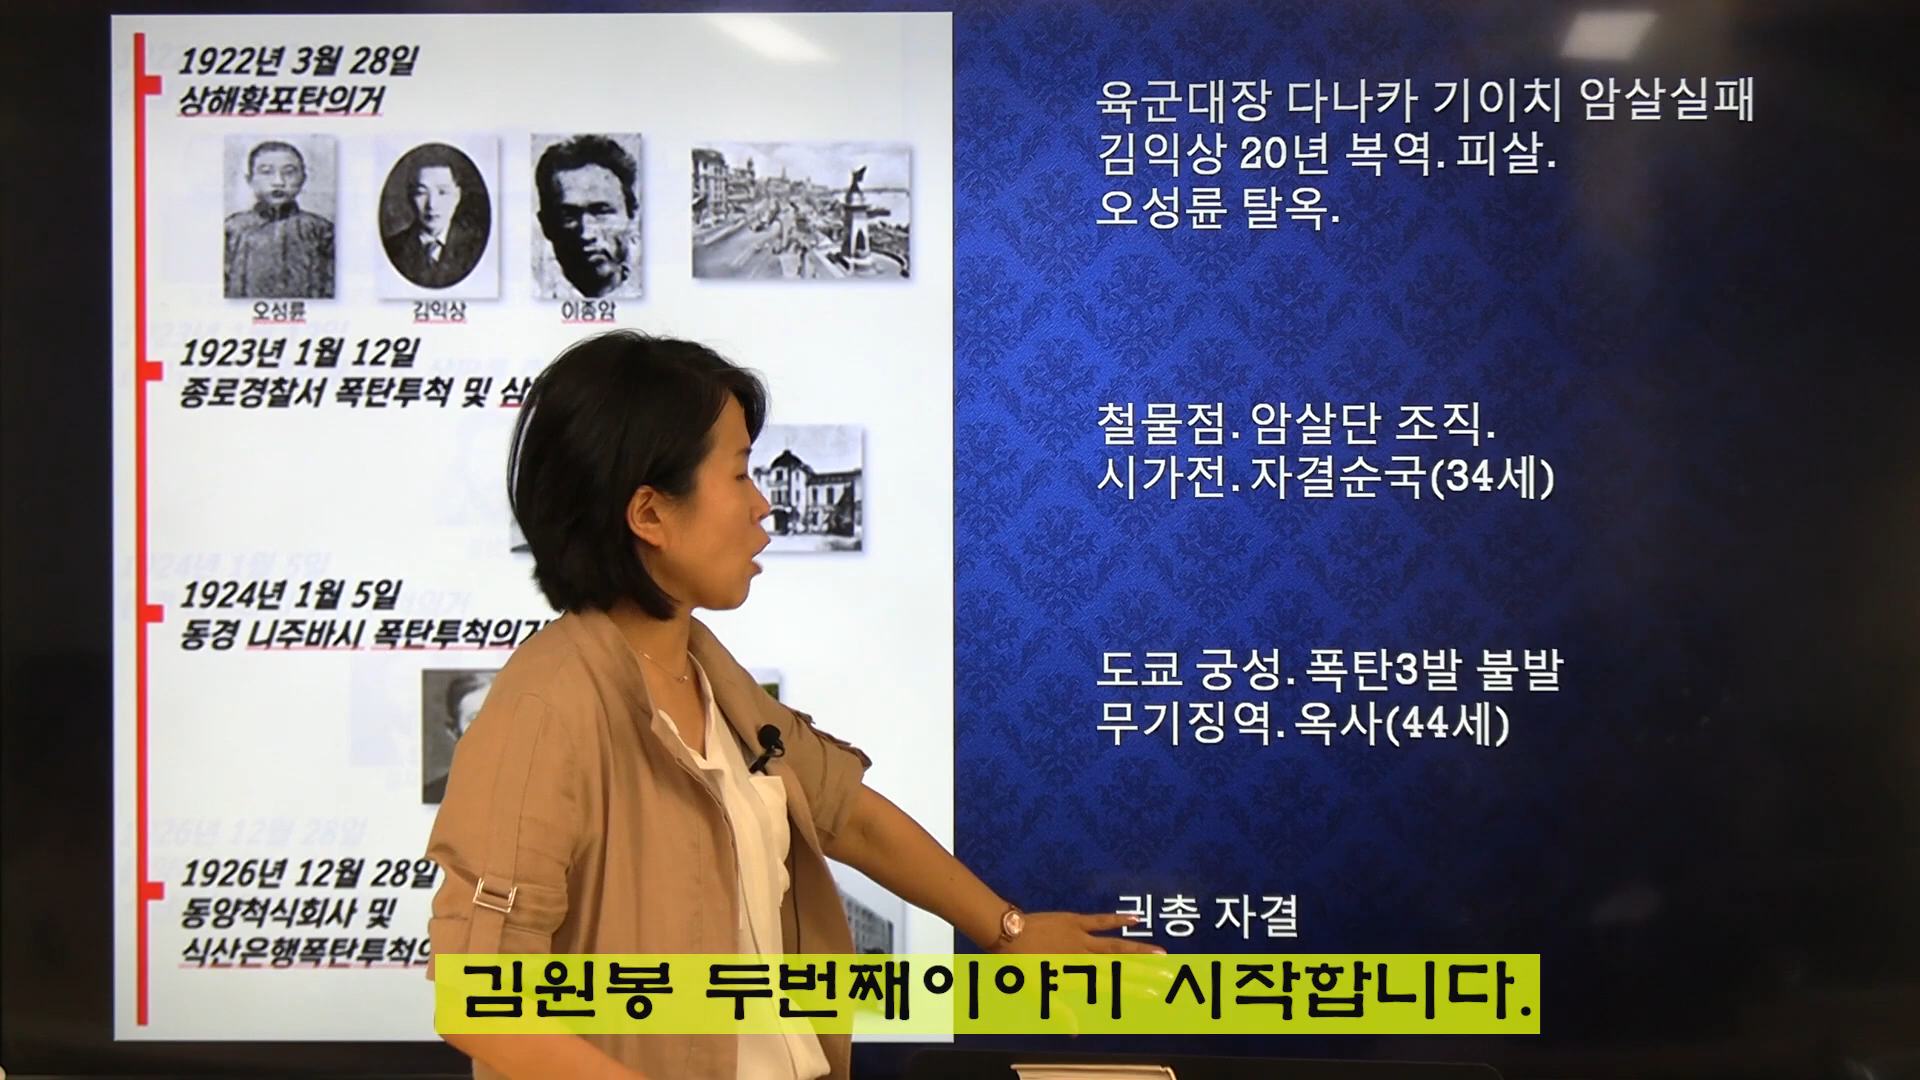 1922년 3월 28일
상해황포탄의거
오성륜
김익상
이종암
1923년 1월 12일
종로경찰서 폭탄투척 및
1924년 1월 5일
동경 니주바시 폭탄투척의거
1926년 12월 28일
동양척식회사 및
식산은행폭탄투척의
육군대장 다나카 기이치 암살실패
김익상 20년 복역. 피살.
오성륜 탈옥.
철물점. 암살단 조직.
시가전. 자결순국(34세)
도쿄 궁성. 폭탄3발 불발
무기징역. 옥사(44세)
권총 자결
김원봉 두번째이야기 시작합니다.